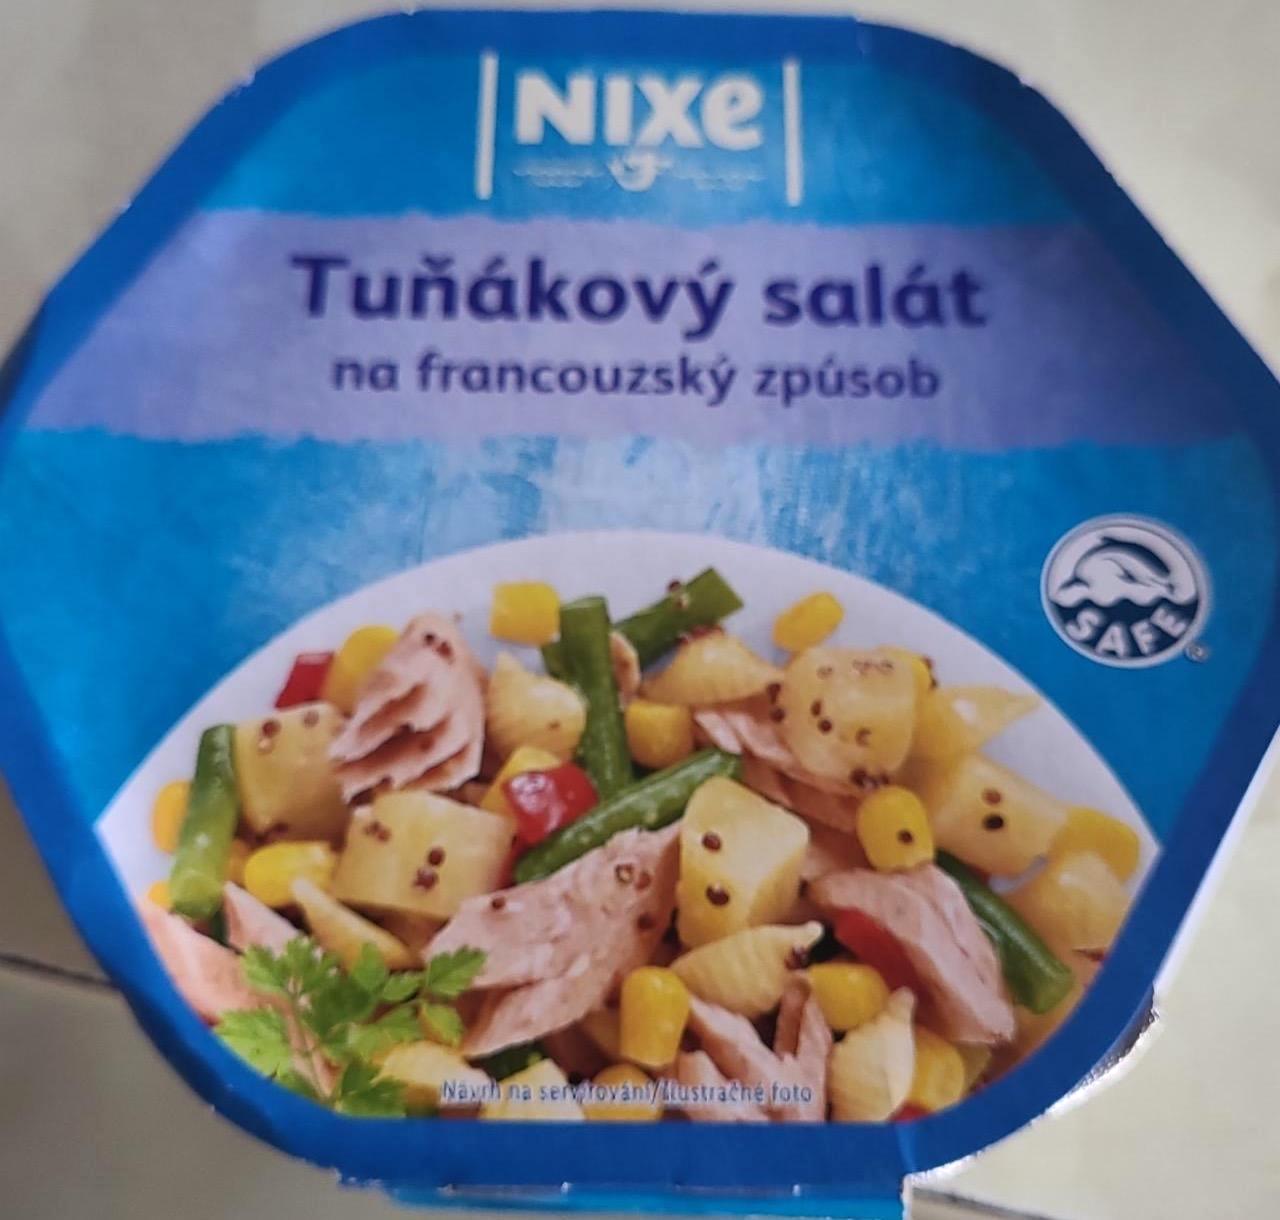 NIXe
Tuňákový salát
na francouzský způsob
SAFE
Návrh na servírování/Ilustračné foto